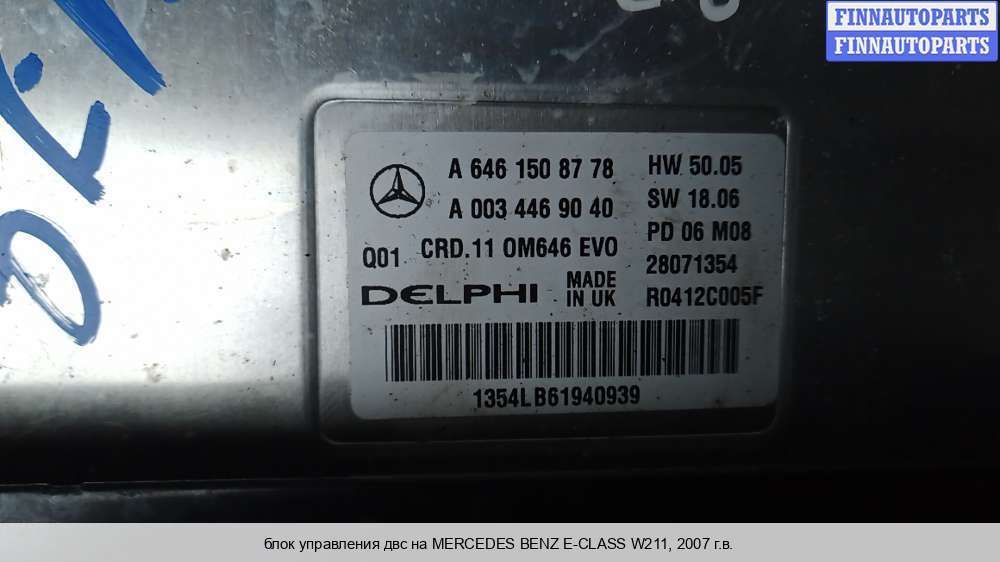 FINNAUTOPARTS
FINNAUTOPARTS
A 646 150 87 78
A 003 446 90 40
Q01 CRD.11 OM646 EVO
DELPHI MADE IN UK
HW 50.05
SW 18.06
PD 06 M08
28071354
R0412C005F
1354LB61940939
блок управления двс на MERCEDES BENZ E-CLASS W211, 2007 г.в.